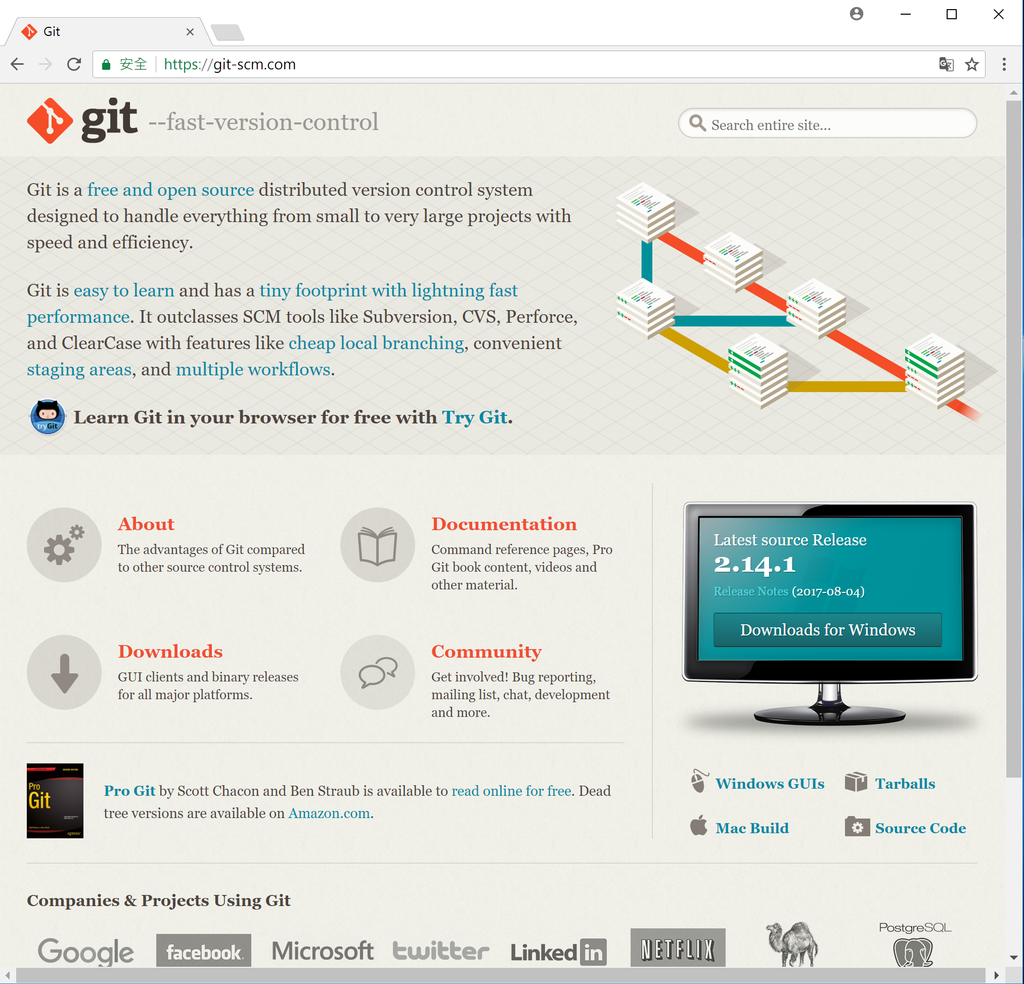 Git
安全
https://git-scm.com
git --fast-version-control
Search entire site...
Git is a free and open source distributed version control system
designed to handle everything from small to very large projects with
speed and efficiency.
Git is easy to learn and has a tiny footprint with lightning fast
performance. It outclasses SCM tools like Subversion, CVS, Perforce,
and ClearCase with features like cheap local branching, convenient
staging areas, and multiple workflows.
TryGit
Learn Git in your browser for free with Try Git.
About
The advantages of Git compared
to other source control systems.
Documentation
Command reference pages, Pro
Git book content, videos and
other material.
Downloads
GUI clients and binary releases
for all major platforms.
Community
Get involved! Bug reporting,
mailing list, chat, development
and more.
Latest source Release
2.14.1
Release Notes (2017-08-04)
Downloads for Windows
Pro
Git
Pro Git by Scott Chacon and Ben Straub is available to read online for free. Dead
tree versions are available on Amazon.com.
Windows GUIs
Tarballs
Mac Build
Source Code
Companies & Projects Using Git
Google
facebook
Microsoft
twitter
Linked in
NETFLIX
PostgreSQL